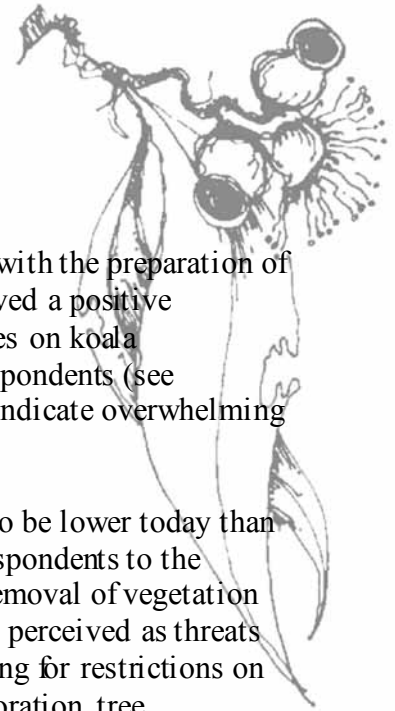 with the preparation of
ved a positive
es on koala
pondents (see
ndicate overwhelming
o be lower today than
spondents to the
emoval of vegetation
perceived as threats
ng for restrictions on
oration, tree